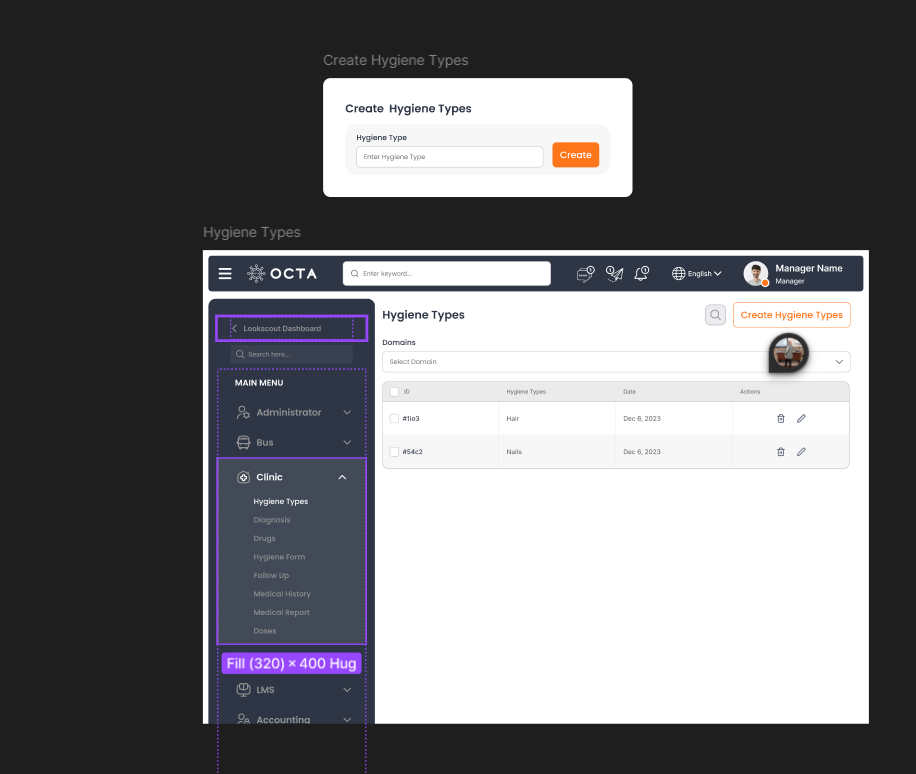 Create Hygiene Types
Create Hygiene Types
Hygiene Type
Enter Hygiene Type
Create
Hygiene Types
OCTA
Enter keyword...
English
Manager Name
Manager
Lookscout Dashboard
Search here...
MAIN MENU
Administrator
Bus
Clinic
Hygiene Types
Diagnosis
Drugs
Hygiene Form
Follow Up
Medical History
Medical Report
Doses
Fill (320) × 400 Hug
LMS
Accounting
Hygiene Types
Create Hygiene Types
Domains
Select Domain
ID Hygiene Types Date Actions
#1lo3 Hair Dec 6, 2023
#54c2 Nails Dec 6, 2023